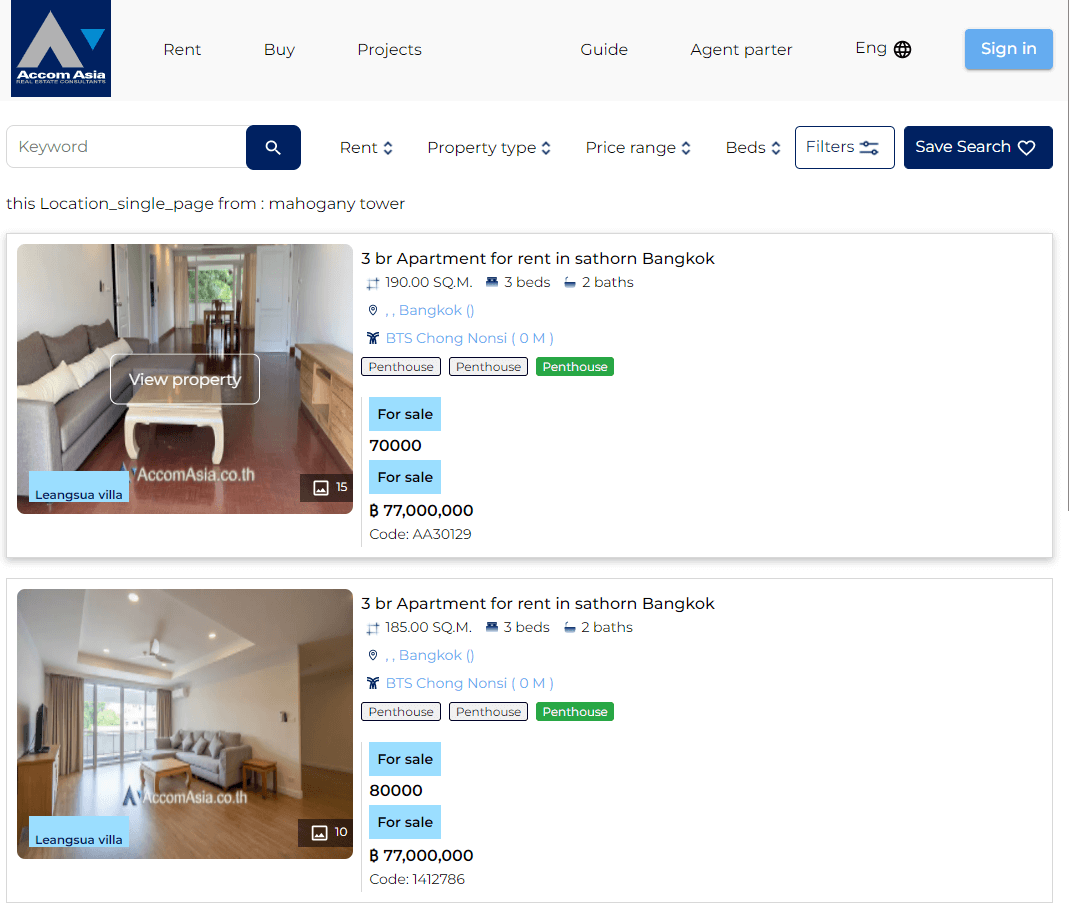 Accom Asia
REAL ESTATE CONSULTANTS
Rent Buy Projects Guide Agent parter Eng Sign in
Keyword Rent Property type Price range Beds Filters Save Search
this Location_single_page from : mahogany tower
3 br Apartment for rent in sathorn Bangkok
190.00 SQ.M. 3 beds 2 baths
, , Bangkok ()
BTS Chong Nonsi ( 0 M )
Penthouse Penthouse Penthouse
View property
For sale
70000
For sale
฿ 77,000,000
Code: AA30129
AccomAsia.co.th
Leangsua villa
15
3 br Apartment for rent in sathorn Bangkok
185.00 SQ.M. 3 beds 2 baths
, , Bangkok ()
BTS Chong Nonsi ( 0 M )
Penthouse Penthouse Penthouse
For sale
80000
For sale
฿ 77,000,000
Code: 1412786
AccomAsia.co.th
Leangsua villa
10